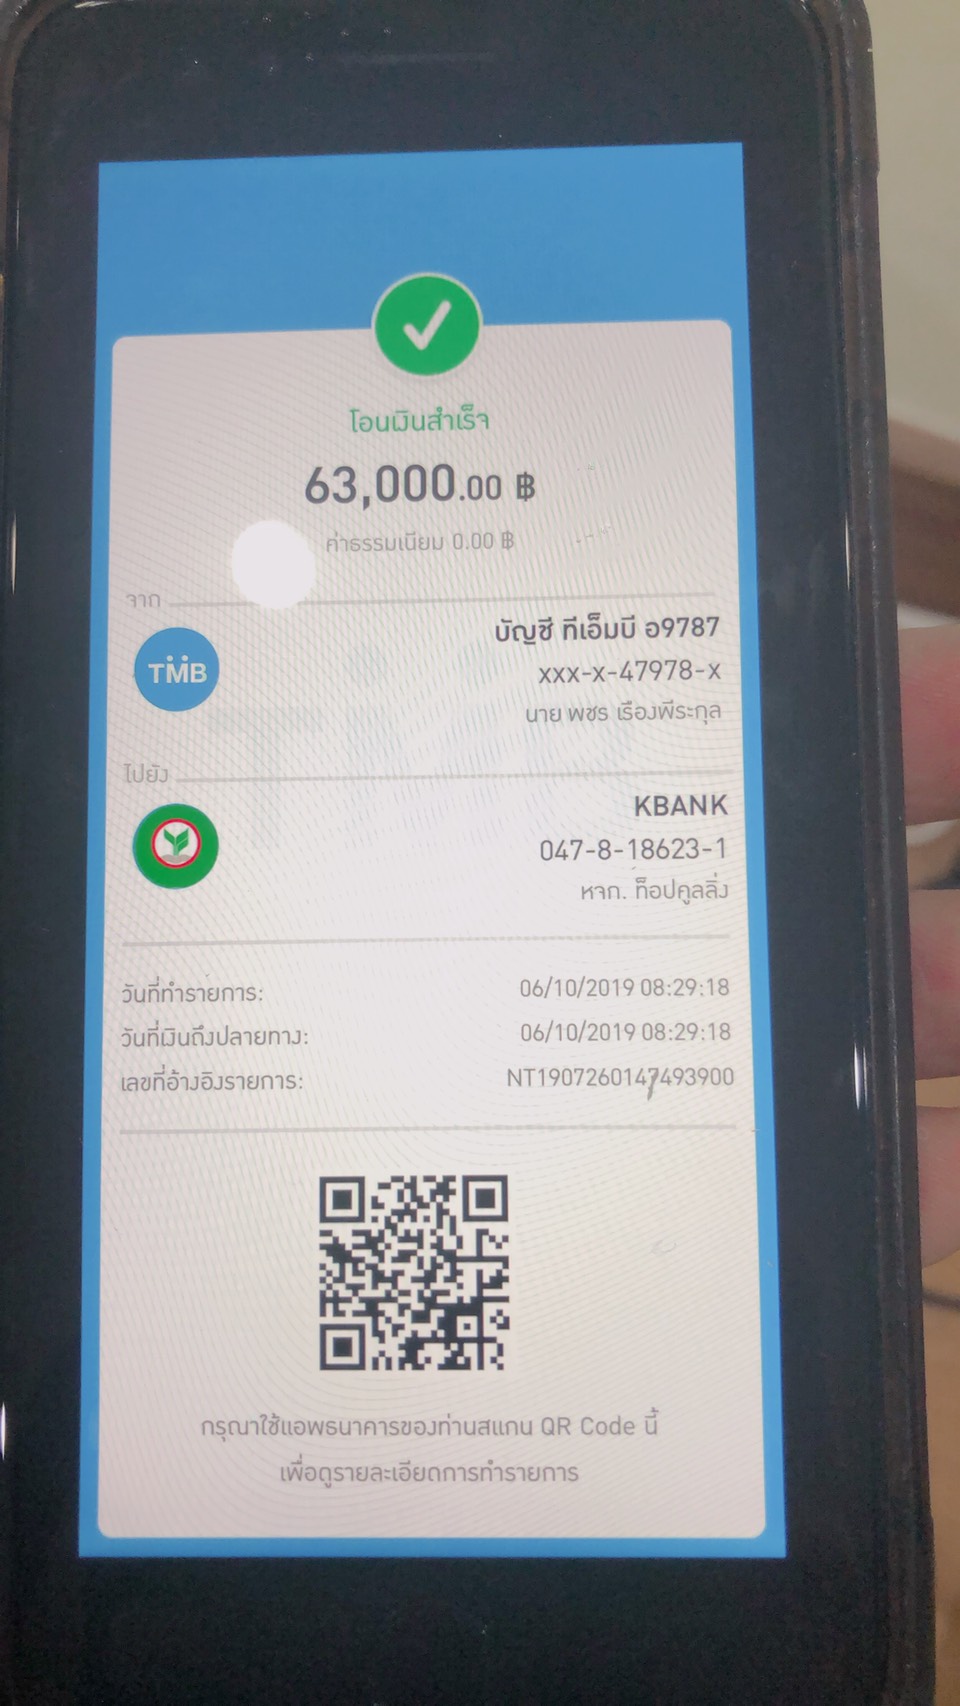 โอนเงินสำเร็จ
63,000.00 ฿
ค่าธรรมเนียม 0.00 ฿
จาก
TMB
บัญชี ทีเอ็มบี อ9787
xxx-x-47978-x
นาย พชร เรืองพีระกุล
ไปยัง
KBANK
047-8-18623-1
หจก. ท็อปคูลลิ่ง
วันที่ทำรายการ: 06/10/2019 08:29:18
วันที่เงินถึงปลายทาง: 06/10/2019 08:29:18
เลขที่อ้างอิงรายการ: NT1907260147493900
กรุณาใช้แอพธนาคารของท่านสแกน QR Code นี้
เพื่อดูรายละเอียดการทำรายการ